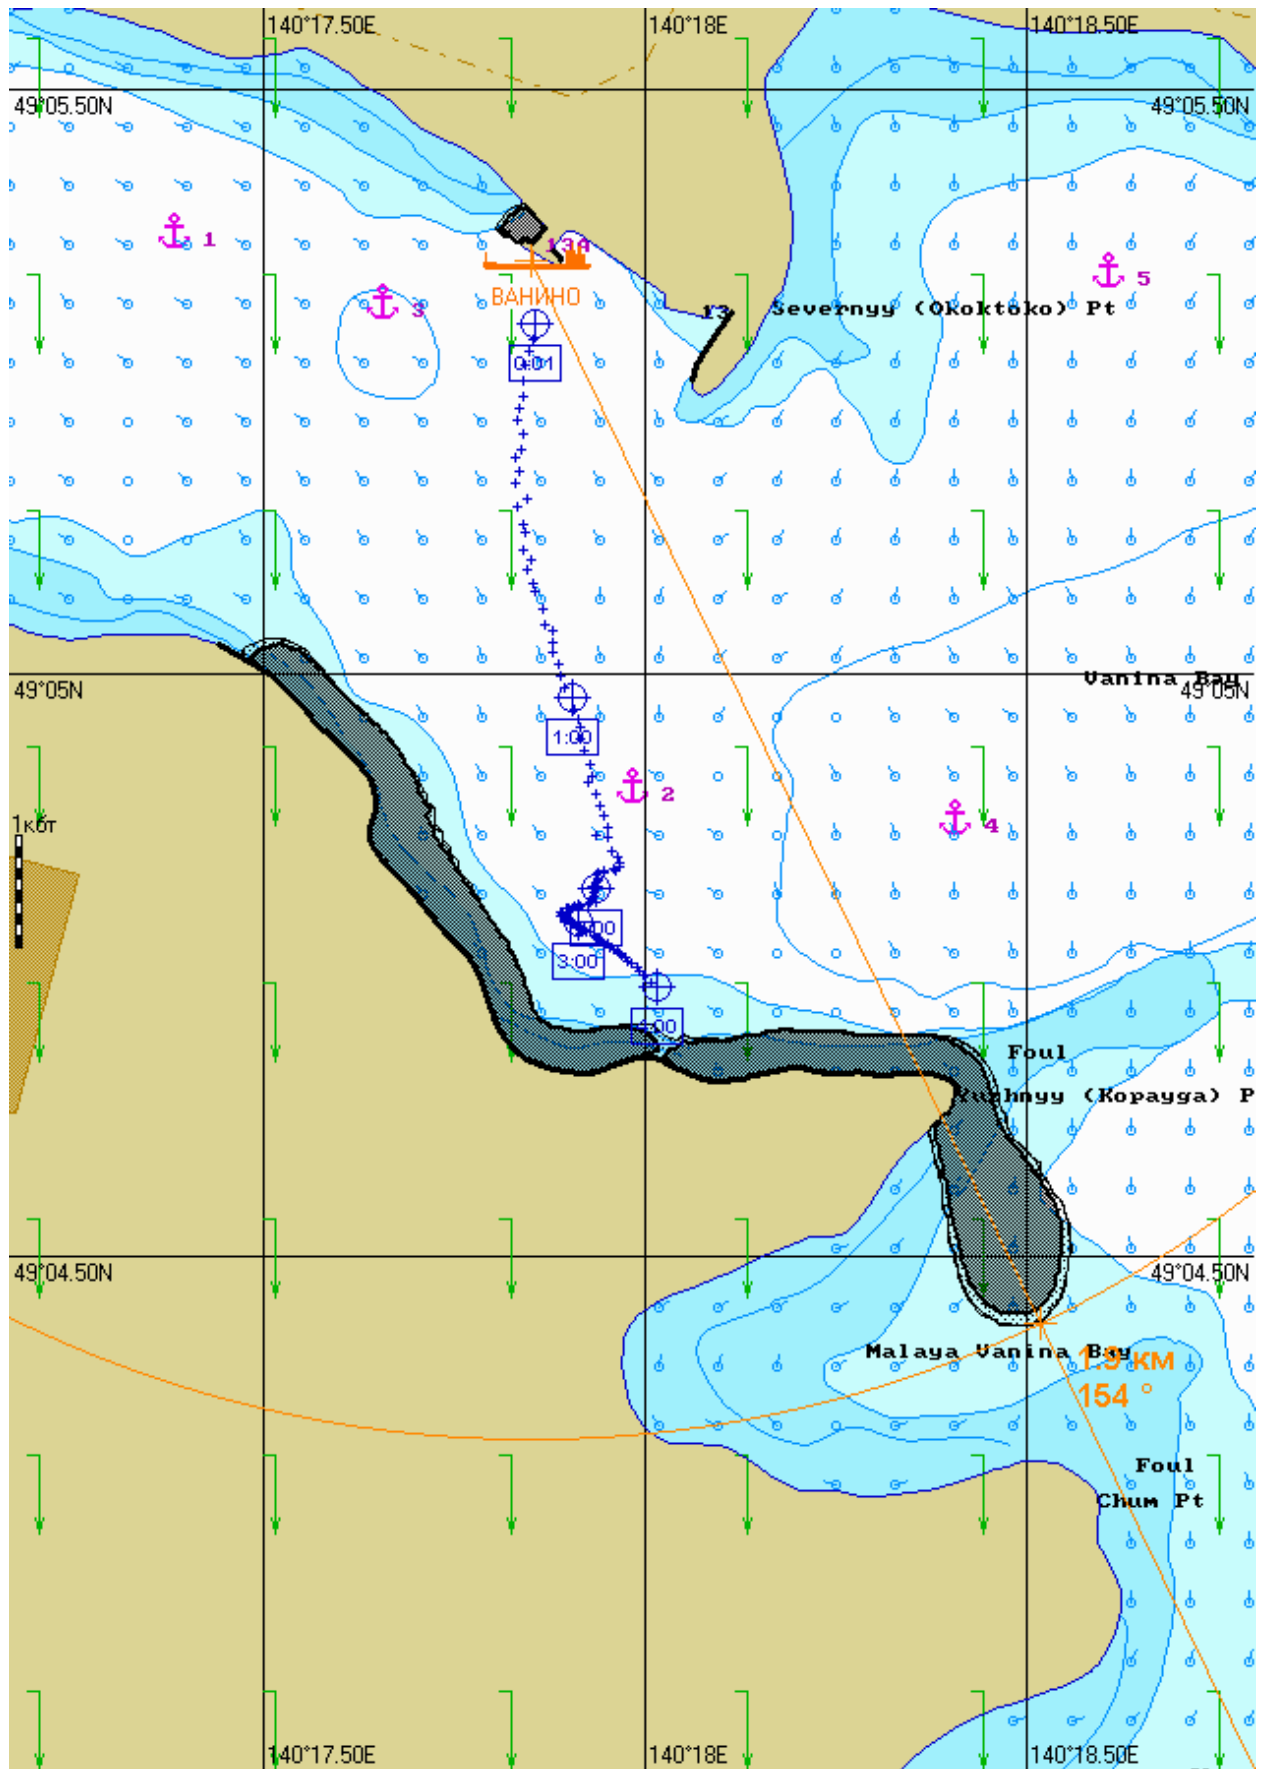 140°17.50E
140°18E
140°18.50E
49°05.50N
49°05.50N
1
134
5
3
ВАНИНО
13
Severnyy (Okoktoko) Pt
0:01
Vanina Bay
49°05N
49°05N
1:00
2
1кбт
4
3:00
Foul
49°04.50N
49°04.50N
Malaya Vanina Bay
1.9 км
154 °
Foul
Chum Pt
140°17.50E
140°18E
140°18.50E